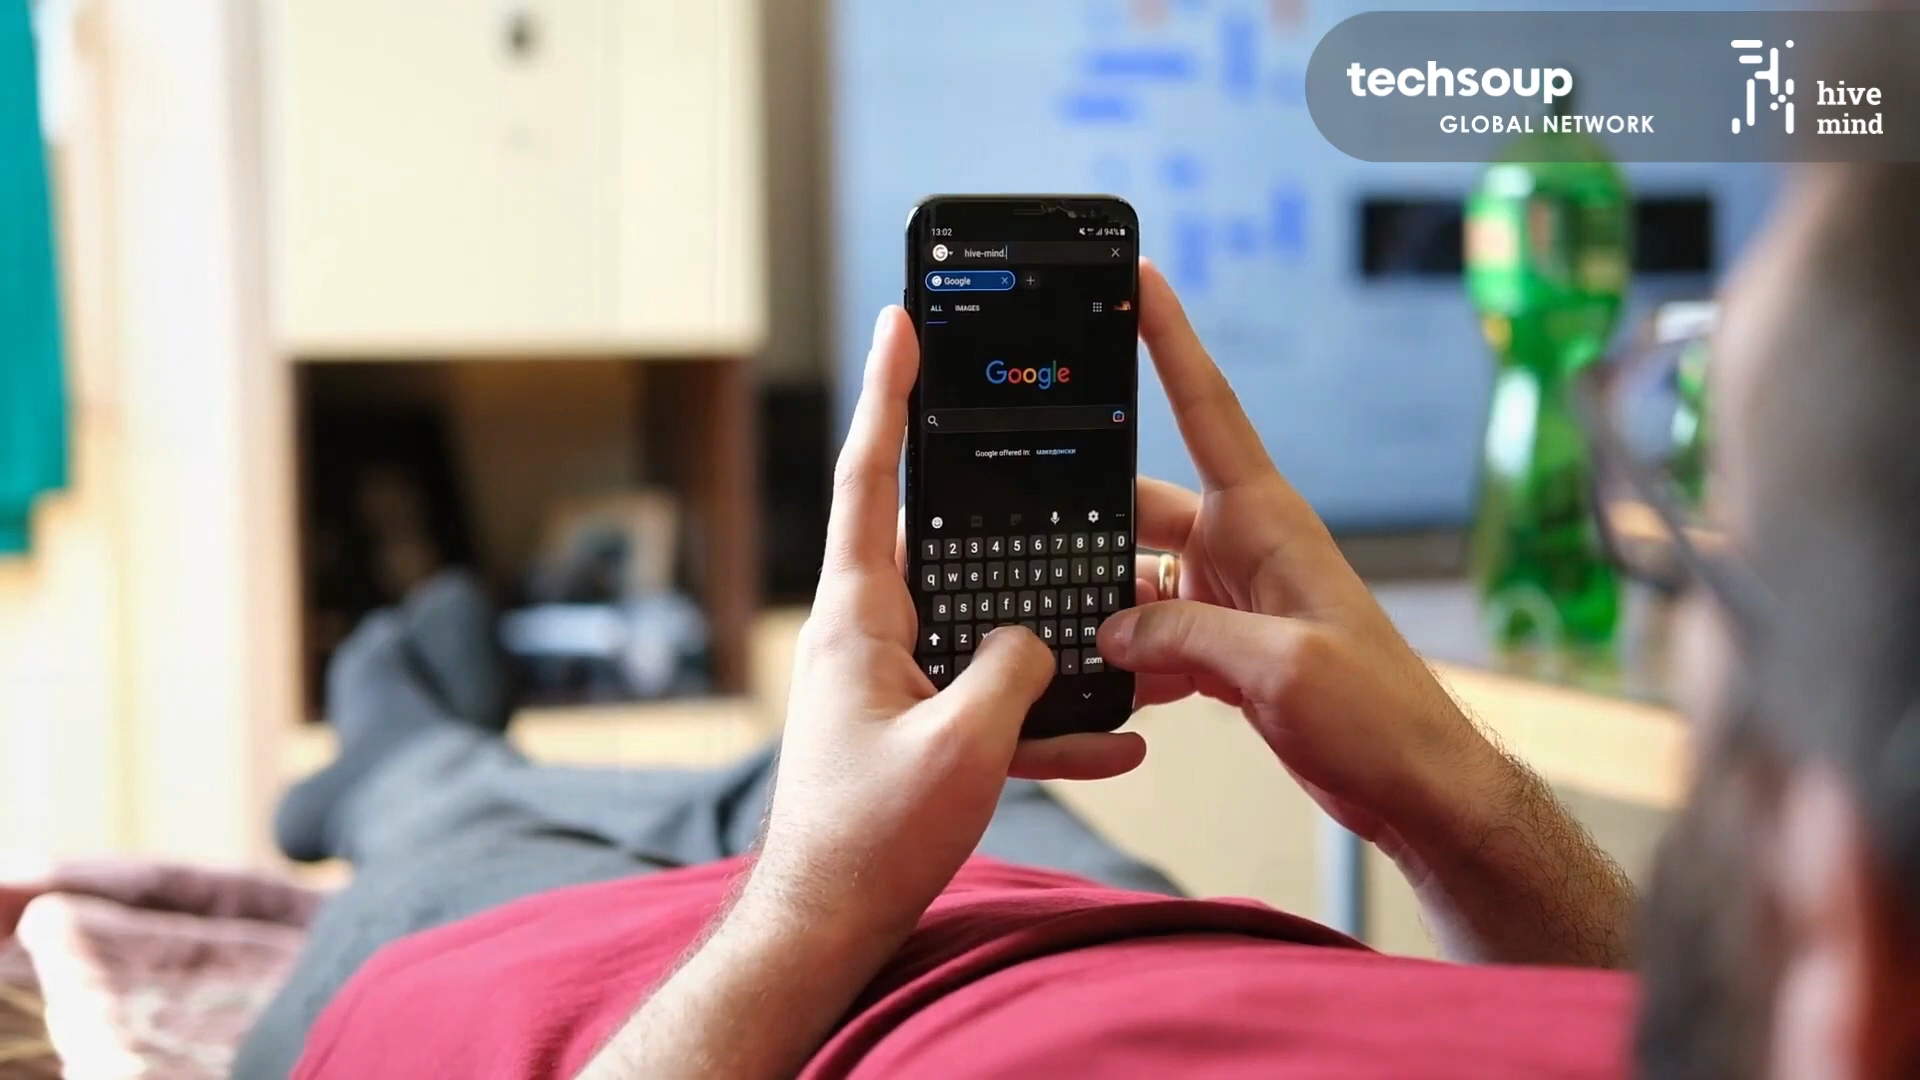 techsoup
GLOBAL NETWORK
hive
mind
13:02
94%
hive-mind.
Google
ALL IMAGES
Google
Google offered in: македонски
1 2 3 4 5 6 7 8 9 0
q w e r t y u i o p
a s d f g h j k l
z b n m
!#1 . .com